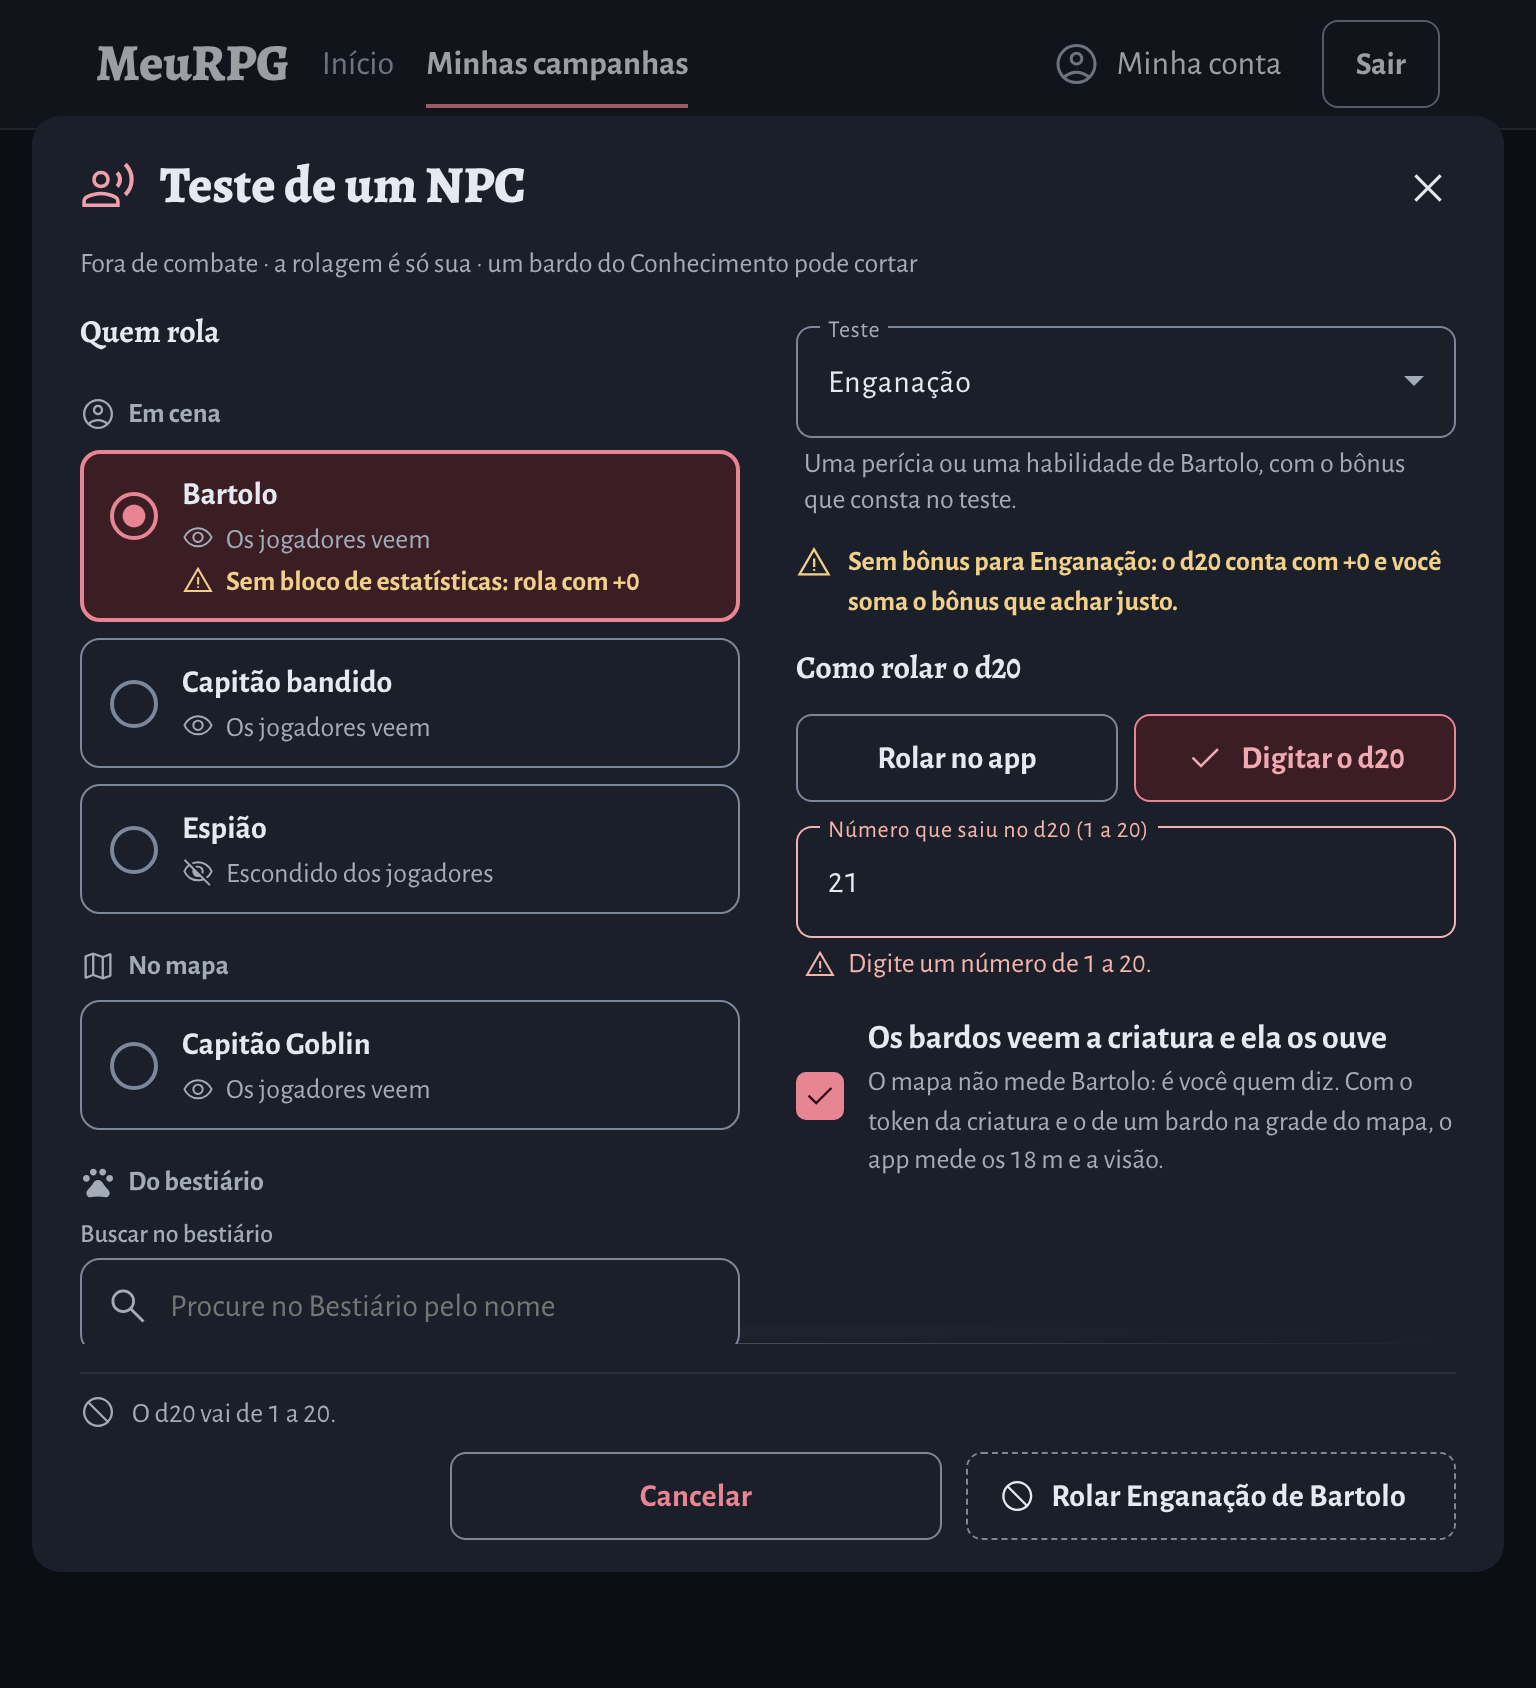 MeuRPG
Início
Minhas campanhas
Minha conta
Sair
Teste de um NPC
Fora de combate · a rolagem é só sua · um bardo do Conhecimento pode cortar
Quem rola
Em cena
Bartolo
Os jogadores veem
Sem bloco de estatísticas: rola com +0
Capitão bandido
Os jogadores veem
Espião
Escondido dos jogadores
No mapa
Capitão Goblin
Os jogadores veem
Do bestiário
Buscar no bestiário
Procure no Bestiário pelo nome
Teste
Enganação
Uma perícia ou uma habilidade de Bartolo, com o bônus
que consta no teste.
Sem bônus para Enganação: o d20 conta com +0 e você
soma o bônus que achar justo.
Como rolar o d20
Rolar no app
Digitar o d20
Número que saiu no d20 (1 a 20)
21
Digite um número de 1 a 20.
Os bardos veem a criatura e ela os ouve
O mapa não mede Bartolo: é você quem diz. Com o
token da criatura e o de um bardo na grade do mapa, o
app mede os 18 m e a visão.
O d20 vai de 1 a 20.
Cancelar
Rolar Enganação de Bartolo